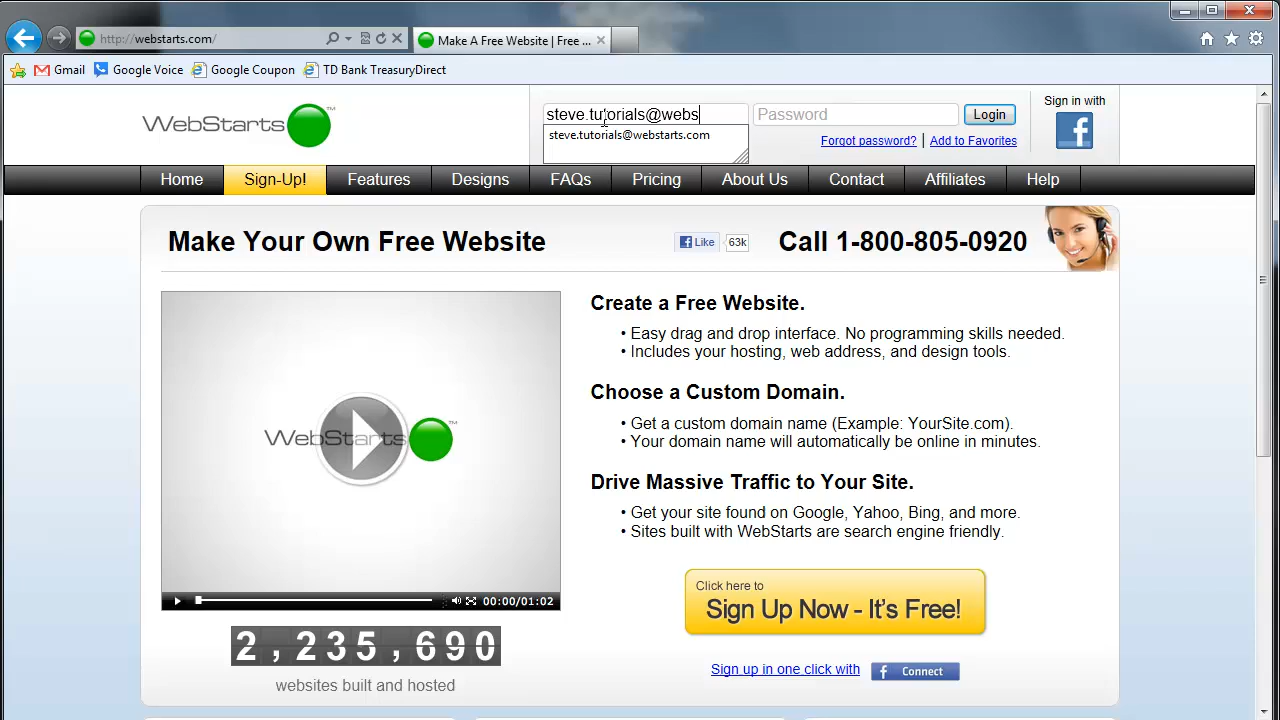 http://webstarts.com/
Make A Free Website | Free ...
Gmail
Google Voice
Google Coupon
TD Bank TreasuryDirect
WebStarts™
steve.tutorials@webs
steve.tutorials@webstarts.com
Password
Login
Forgot password? | Add to Favorites
Sign in with
Home
Sign-Up!
Features
Designs
FAQs
Pricing
About Us
Contact
Affiliates
Help
Make Your Own Free Website
Like
63k
Call 1-800-805-0920
WebStarts™
00:00/01:02
2,235,690
websites built and hosted
Create a Free Website.
• Easy drag and drop interface. No programming skills needed.
• Includes your hosting, web address, and design tools.
Choose a Custom Domain.
• Get a custom domain name (Example: YourSite.com).
• Your domain name will automatically be online in minutes.
Drive Massive Traffic to Your Site.
• Get your site found on Google, Yahoo, Bing, and more.
• Sites built with WebStarts are search engine friendly.
Click here to
Sign Up Now - It's Free!
Sign up in one click with
Connect